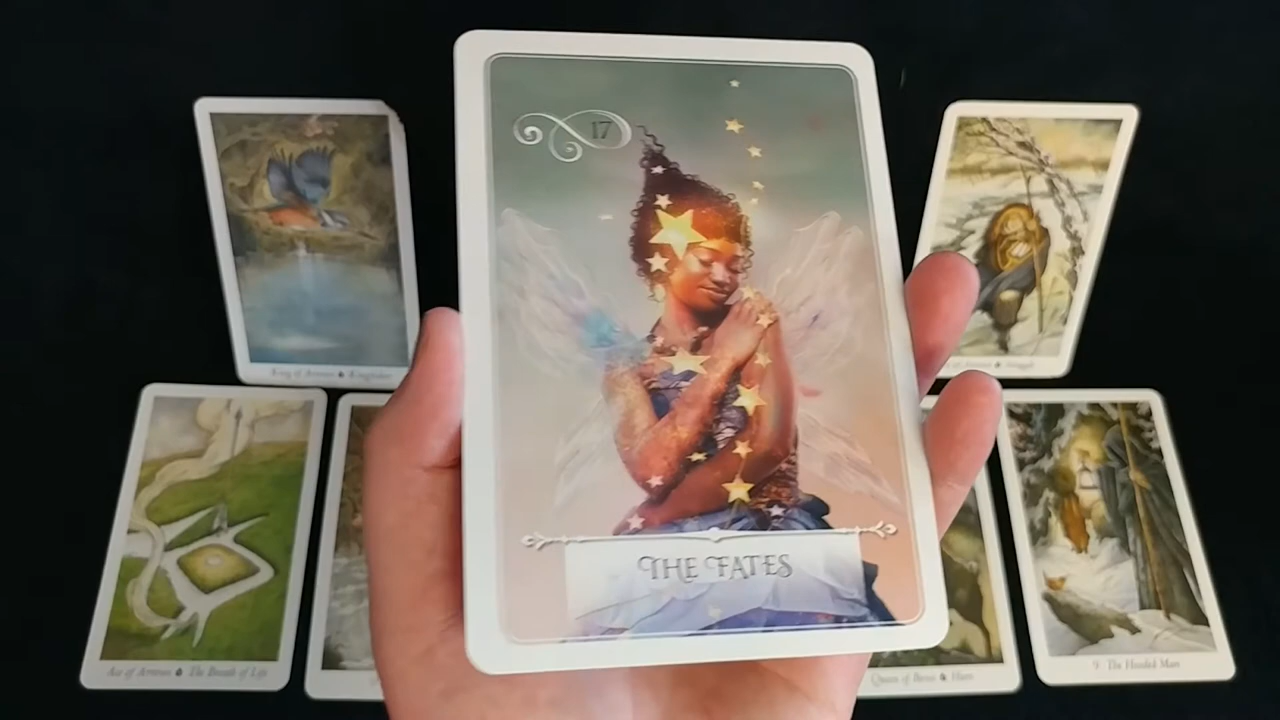 17
THE FATES
King of Arrows Kingfisher
Ace of Arrows The Breath of Life
Queen of Bows Hare
9 The Hooded Man